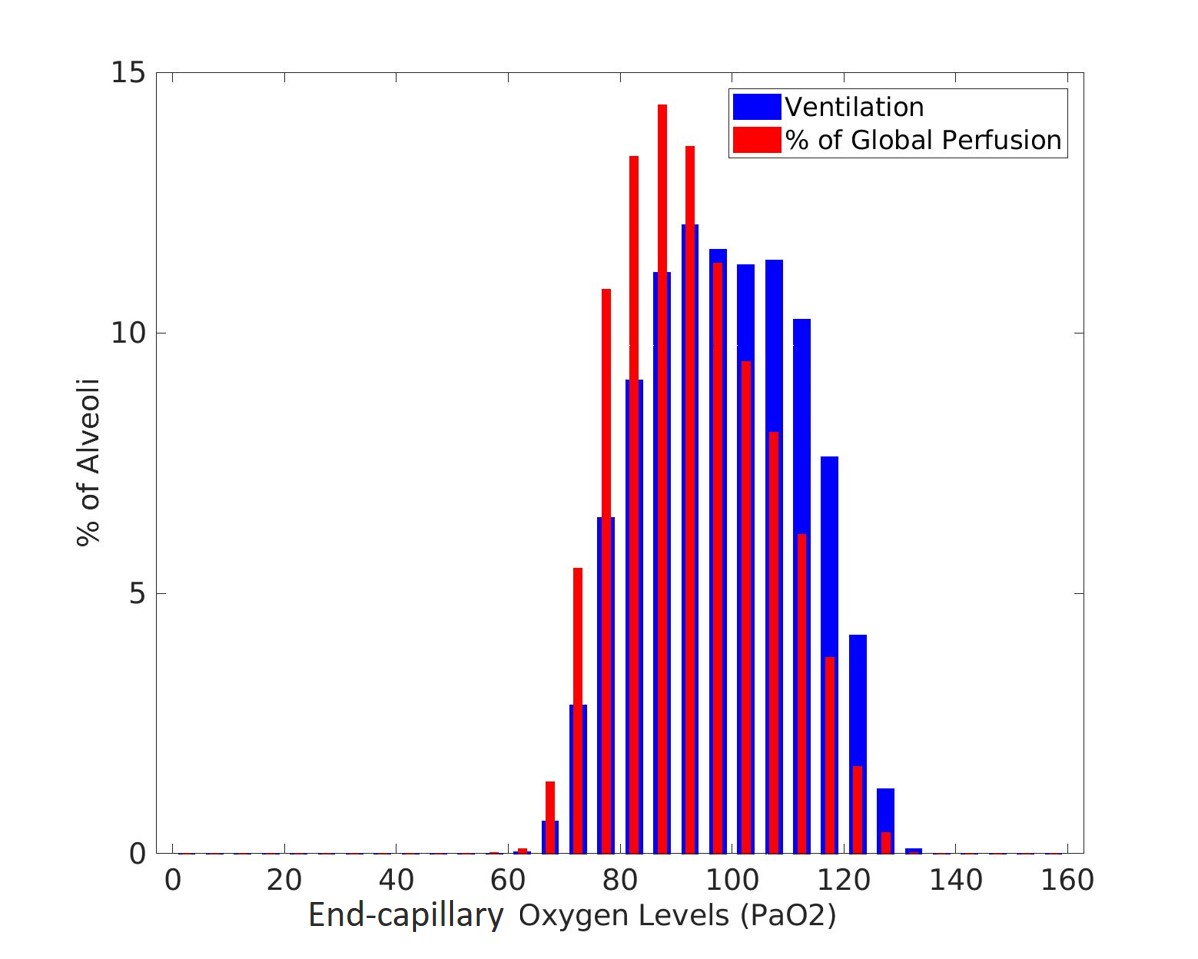 15
Ventilation
% of Global Perfusion
10
% of Alveoli
5
0
0 20 40 60 80 100 120 140 160
End-capillary Oxygen Levels (PaO2)